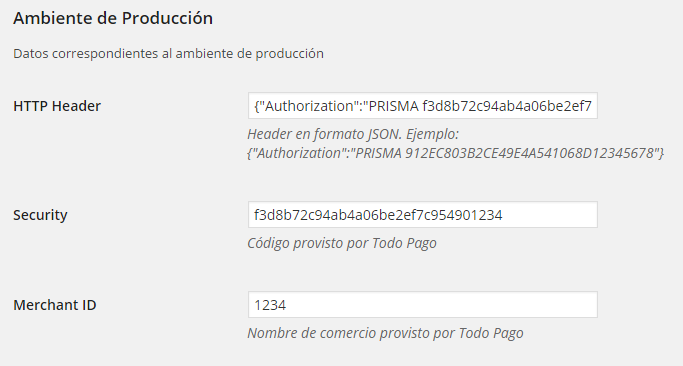 Ambiente de Producción
Datos correspondientes al ambiente de producción
HTTP Header
{"Authorization":"PRISMA f3d8b72c94ab4a06be2ef7
Header en formato JSON. Ejemplo:
{"Authorization":"PRISMA 912EC803B2CE49E4A541068D12345678"}
Security
f3d8b72c94ab4a06be2ef7c954901234
Código provisto por Todo Pago
Merchant ID
1234
Nombre de comercio provisto por Todo Pago